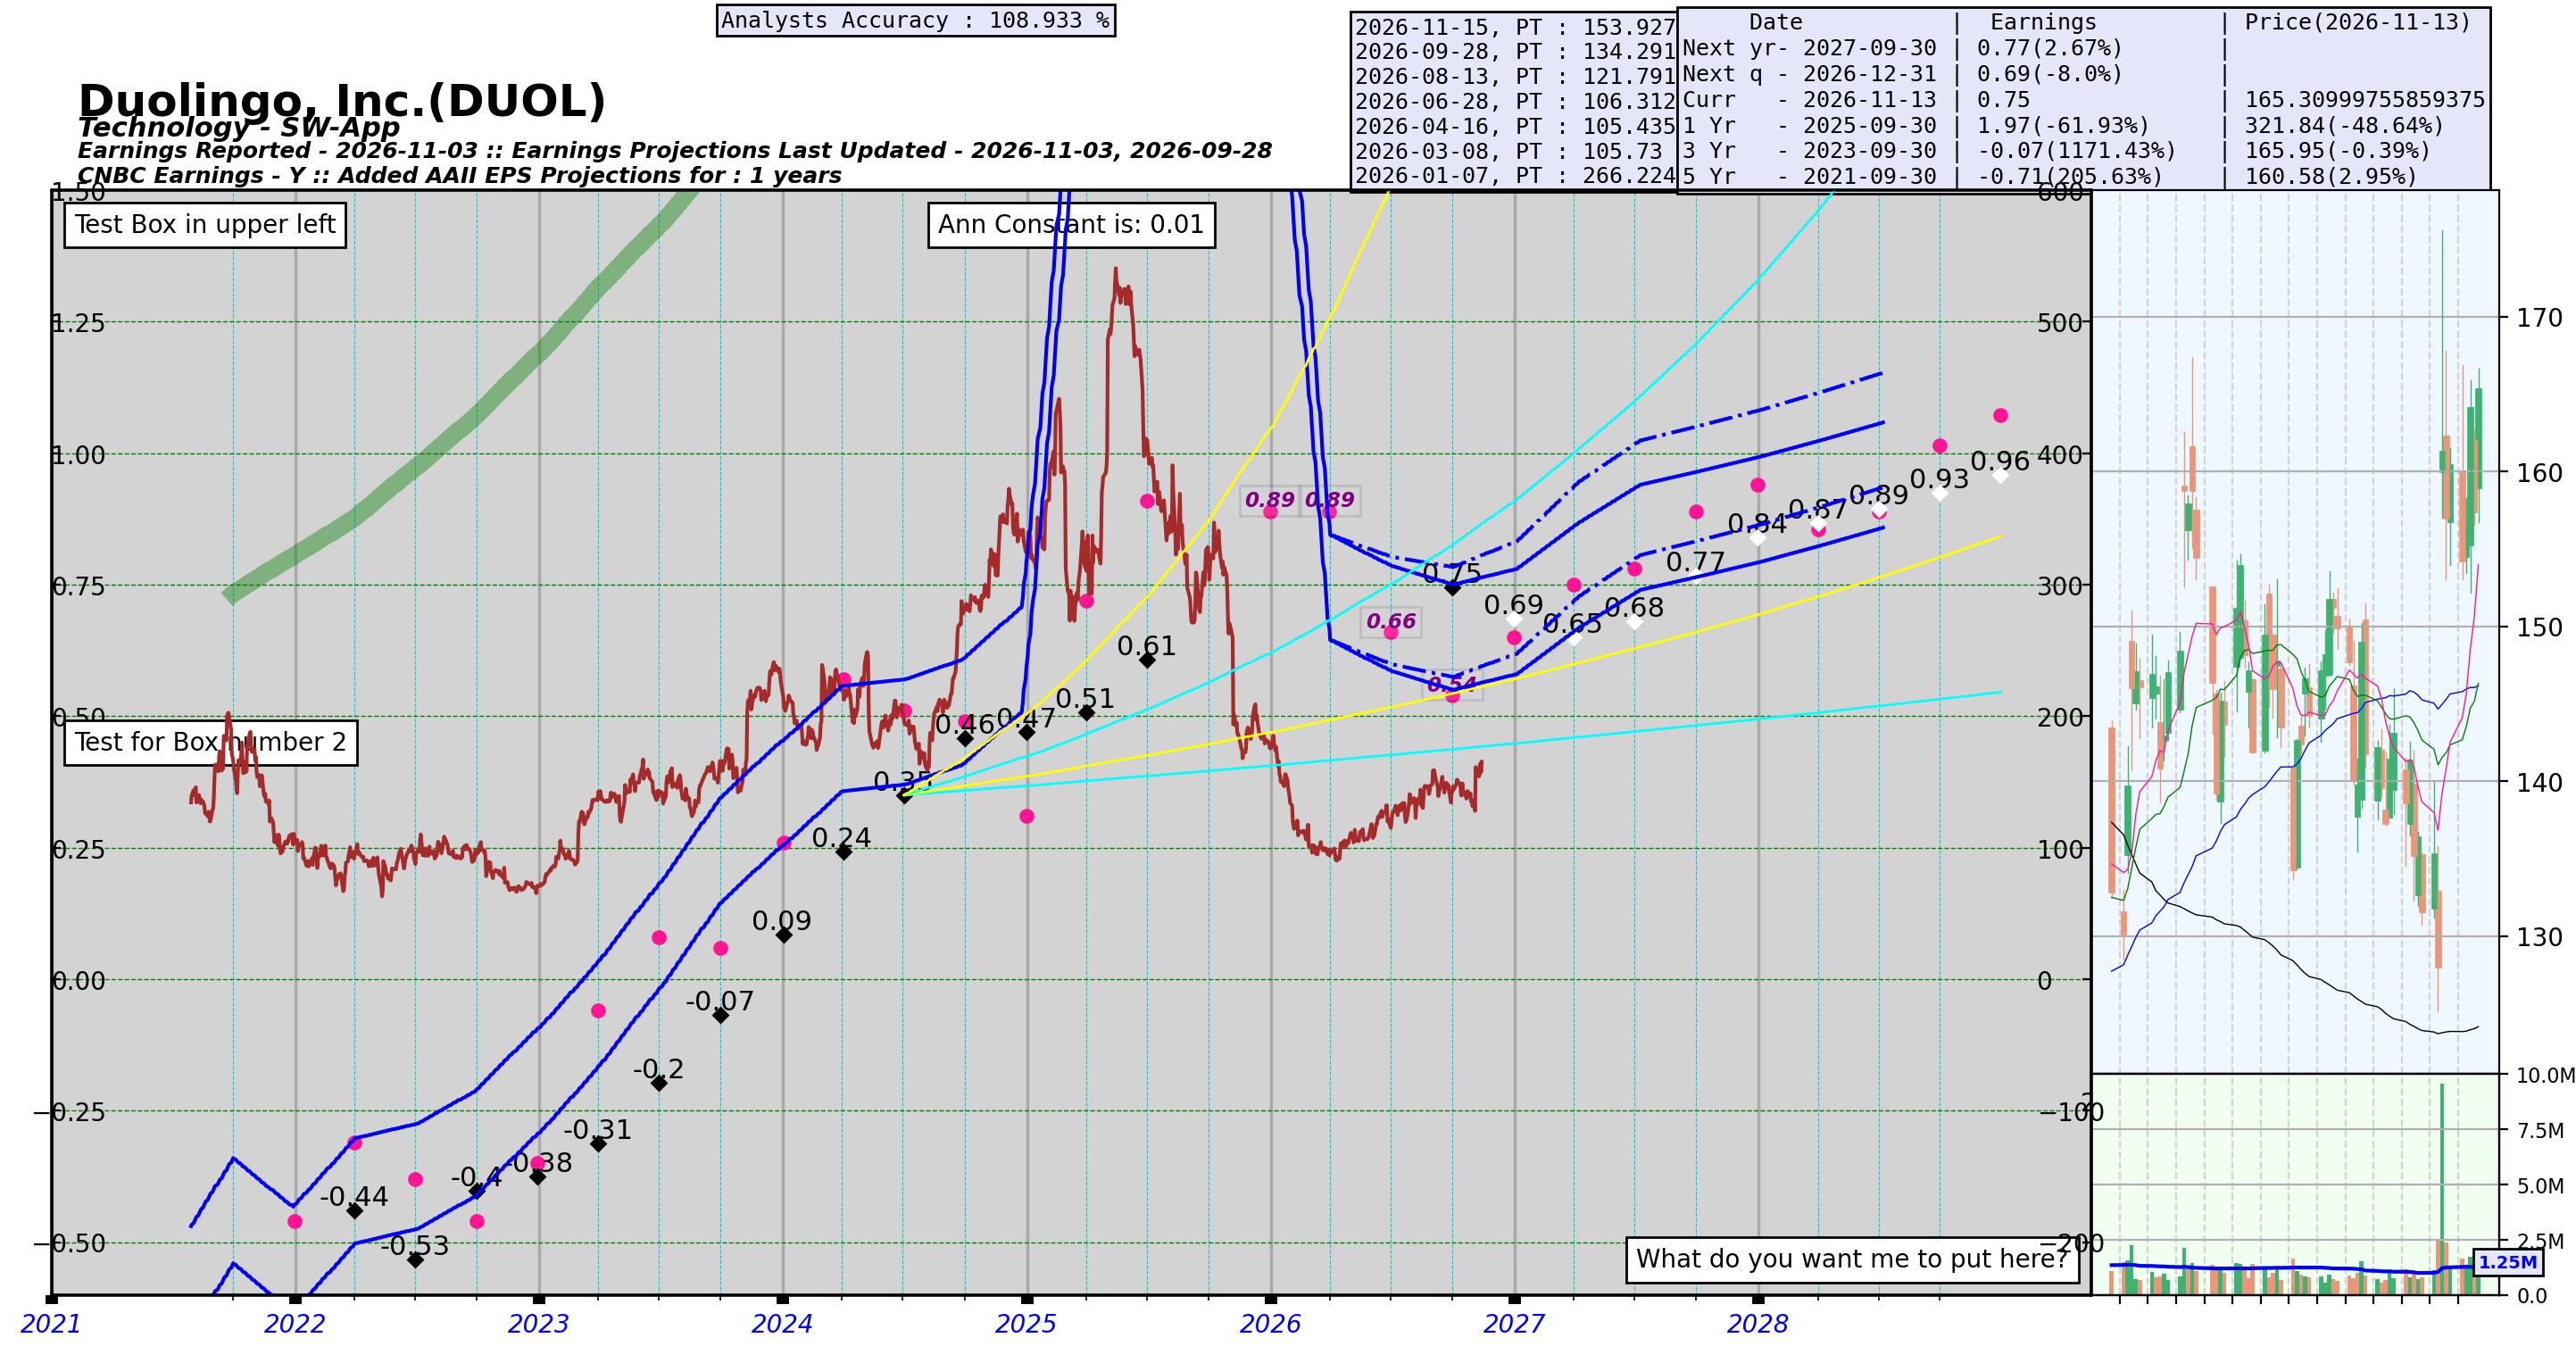 Analysts Accuracy : 108.933 %
2026-11-15, PT : 153.927
2026-09-28, PT : 134.291
2026-08-13, PT : 121.791
2026-06-28, PT : 106.312
2026-04-16, PT : 105.435
2026-03-08, PT : 105.73
2026-01-07, PT : 266.224
Date | Earnings | Price(2026-11-13)
Next yr- 2027-09-30 | 0.77(2.67%) |
Next q - 2026-12-31 | 0.69(-8.0%) |
Curr - 2026-11-13 | 0.75 | 165.30999755859375
1 Yr - 2025-09-30 | 1.97(-61.93%) | 321.84(-48.64%)
3 Yr - 2023-09-30 | -0.07(1171.43%) | 165.95(-0.39%)
5 Yr - 2021-09-30 | -0.71(205.63%) | 160.58(2.95%)
Duolingo, Inc.(DUOL)
Technology - SW-App
Earnings Reported - 2026-11-03 :: Earnings Projections Last Updated - 2026-11-03, 2026-09-28
CNBC Earnings - Y :: Added AAII EPS Projections for : 1 years
Test Box in upper left
Ann Constant is: 0.01
Test for Box number 2
What do you want me to put here?
1.50
1.25
1.00
0.75
0.50
0.25
0.00
−0.25
−0.50
600
500
400
300
200
100
0
−100
−200
-0.44
-0.53
-0.4
-0.38
-0.31
-0.2
-0.07
0.09
0.24
0.35
0.46
0.47
0.51
0.61
0.89
0.89
0.66
0.54
0.75
0.69
0.65
0.68
0.77
0.84
0.87
0.89
0.93
0.96
2021
2022
2023
2024
2025
2026
2027
2028
170
160
150
140
130
10.0M
7.5M
5.0M
2.5M
1.25M
0.0